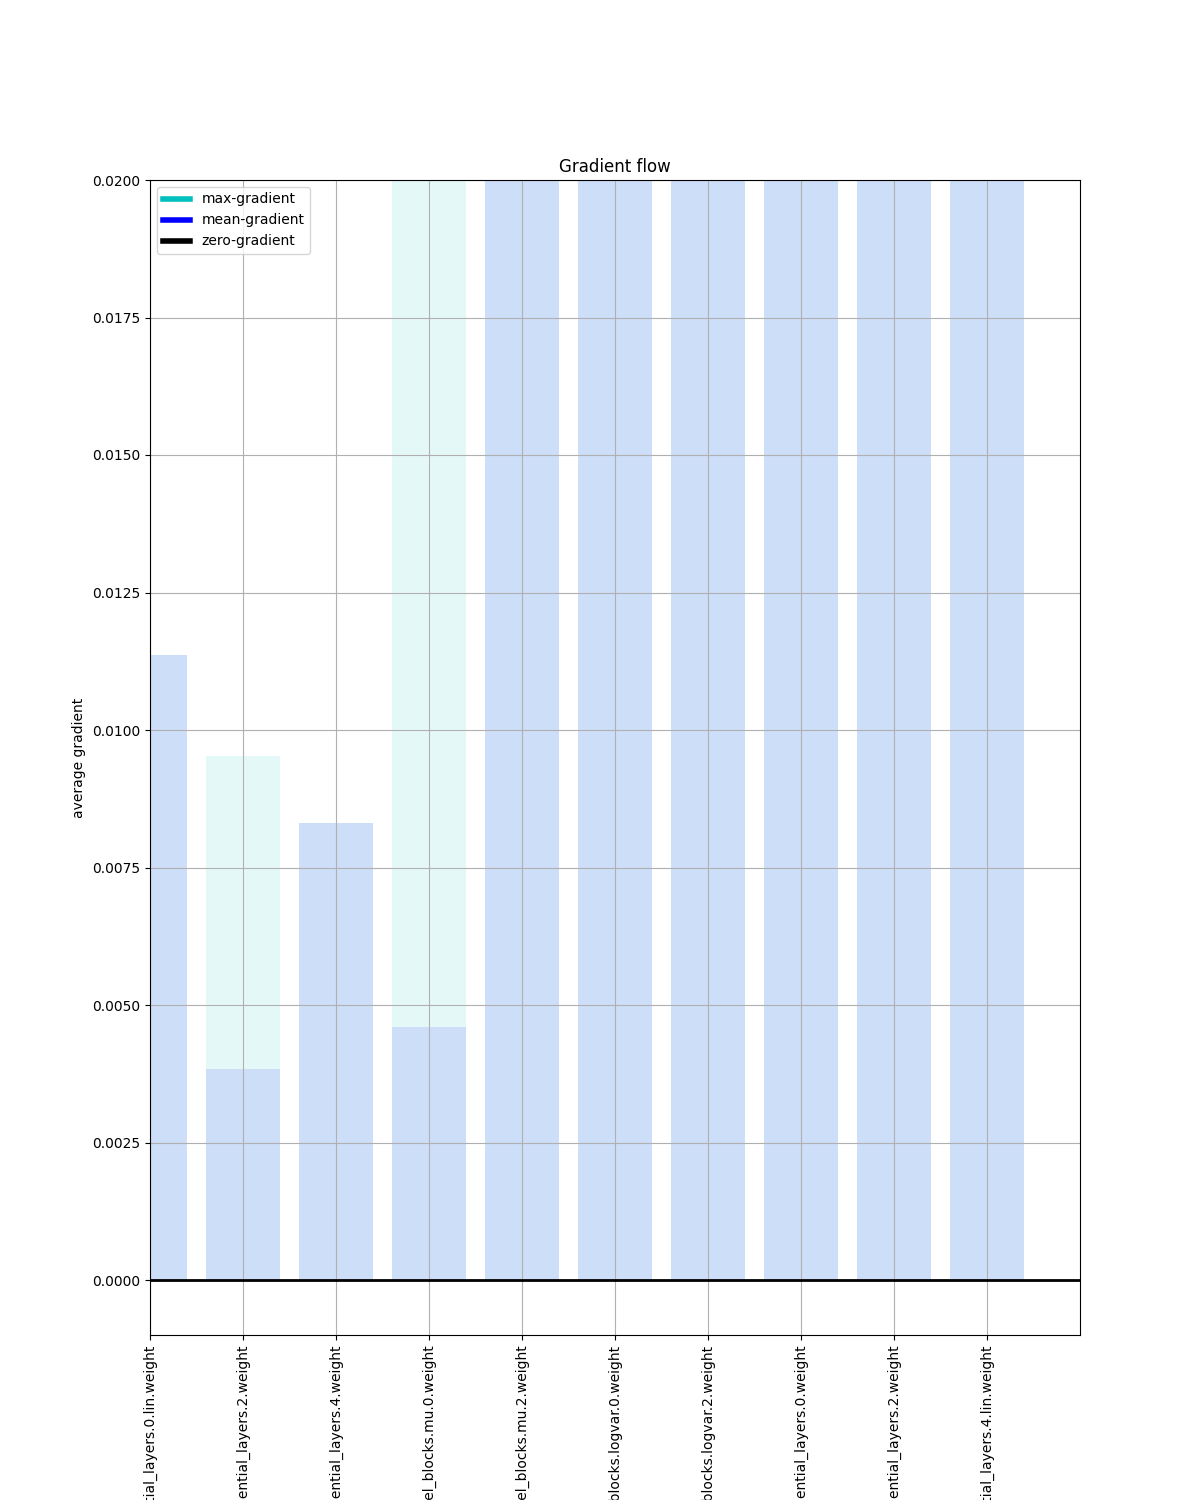 Gradient flow
max-gradient
mean-gradient
zero-gradient
0.0200
0.0175
0.0150
0.0125
0.0100
0.0075
0.0050
0.0025
0.0000
average gradient
tial_layers.0.lin.weight
ential_layers.2.weight
ential_layers.4.weight
el_blocks.mu.0.weight
el_blocks.mu.2.weight
blocks.logvar.0.weight
blocks.logvar.2.weight
ential_layers.0.weight
ential_layers.2.weight
tial_layers.4.lin.weight